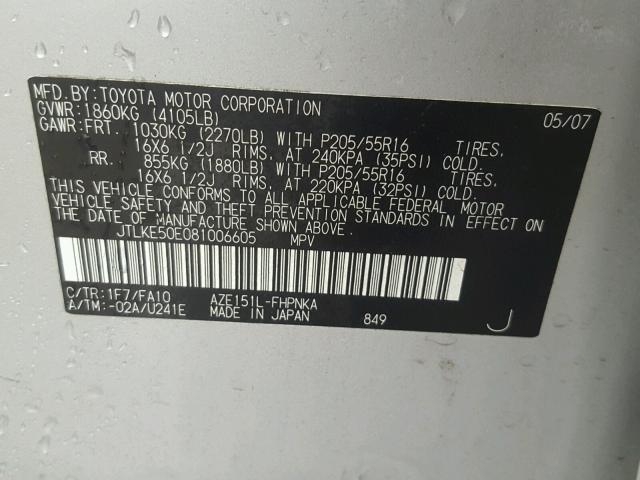 MFD. BY: TOYOTA MOTOR CORPORATION 05/07
GVWR: 1860KG (4105LB)
GAWR: FRT. 1030KG (2270LB) WITH P205/55R16 TIRES,
16X6 1/2J RIMS, AT 240KPA (35PSI) COLD.
RR. 855KG (1880LB) WITH P205/55R16 TIRES,
16X6 1/2J RIMS, AT 220KPA (32PSI) COLD.
THIS VEHICLE CONFORMS TO ALL APPLICABLE FEDERAL MOTOR
VEHICLE SAFETY AND THEFT PREVENTION STANDARDS IN EFFECT ON
THE DATE OF MANUFACTURE SHOWN ABOVE.
JTLKE50E081006605 MPV
C/TR: 1F7/FA10 AZE151L-FHPNKA
A/TM: -02A/U241E MADE IN JAPAN 849 J